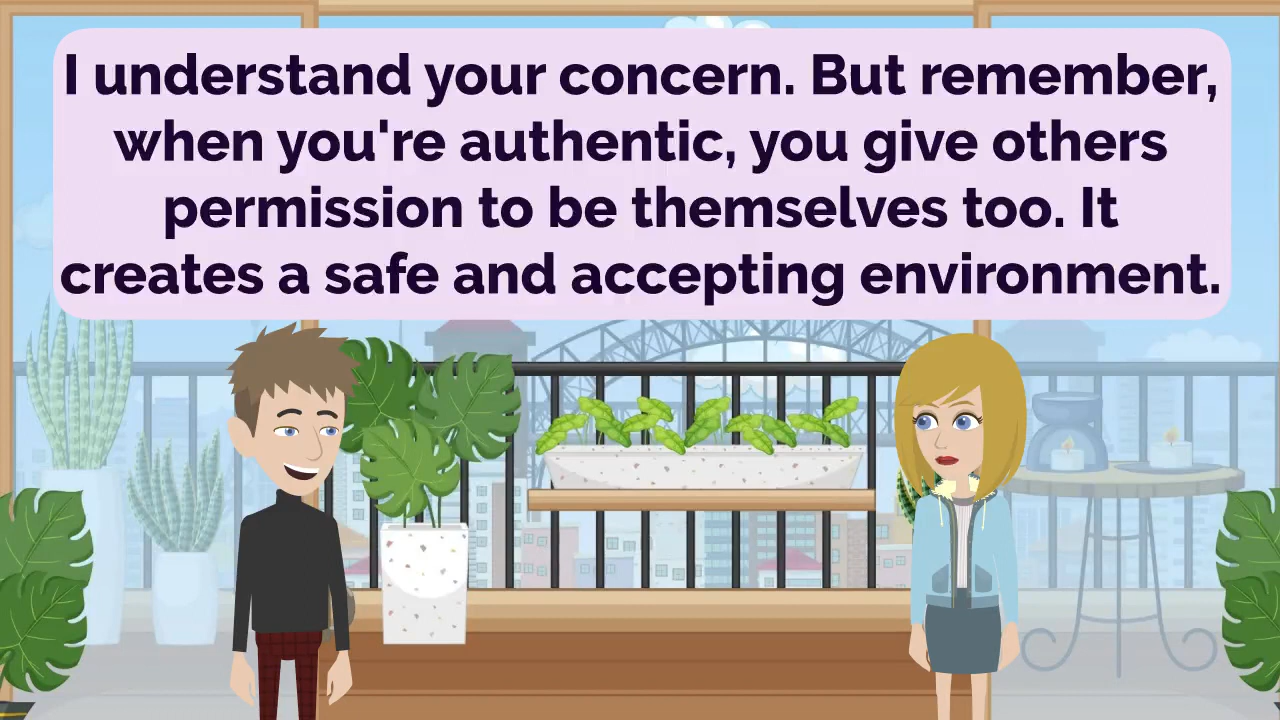 I understand your concern. But remember,
when you're authentic, you give others
permission to be themselves too. It
creates a safe and accepting environment.